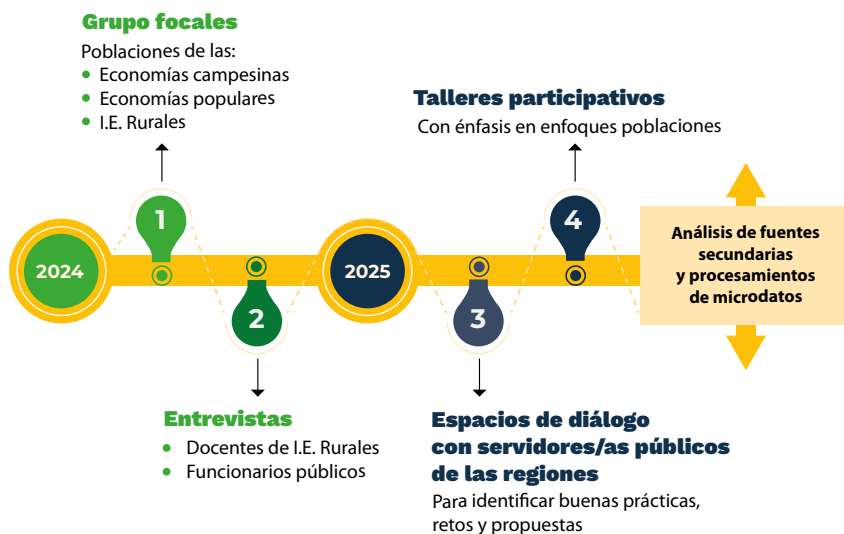 Grupo focales
Poblaciones de las:
Economías campesinas
Economías populares
I.E. Rurales
Talleres participativos
Con énfasis en enfoques poblaciones
1
4
2024
2025
Análisis de fuentes
secundarias
y procesamientos
de microdatos
2
3
Entrevistas
Docentes de I.E. Rurales
Funcionarios públicos
Espacios de diálogo
con servidores/as públicos
de las regiones
Para identificar buenas prácticas,
retos y propuestas